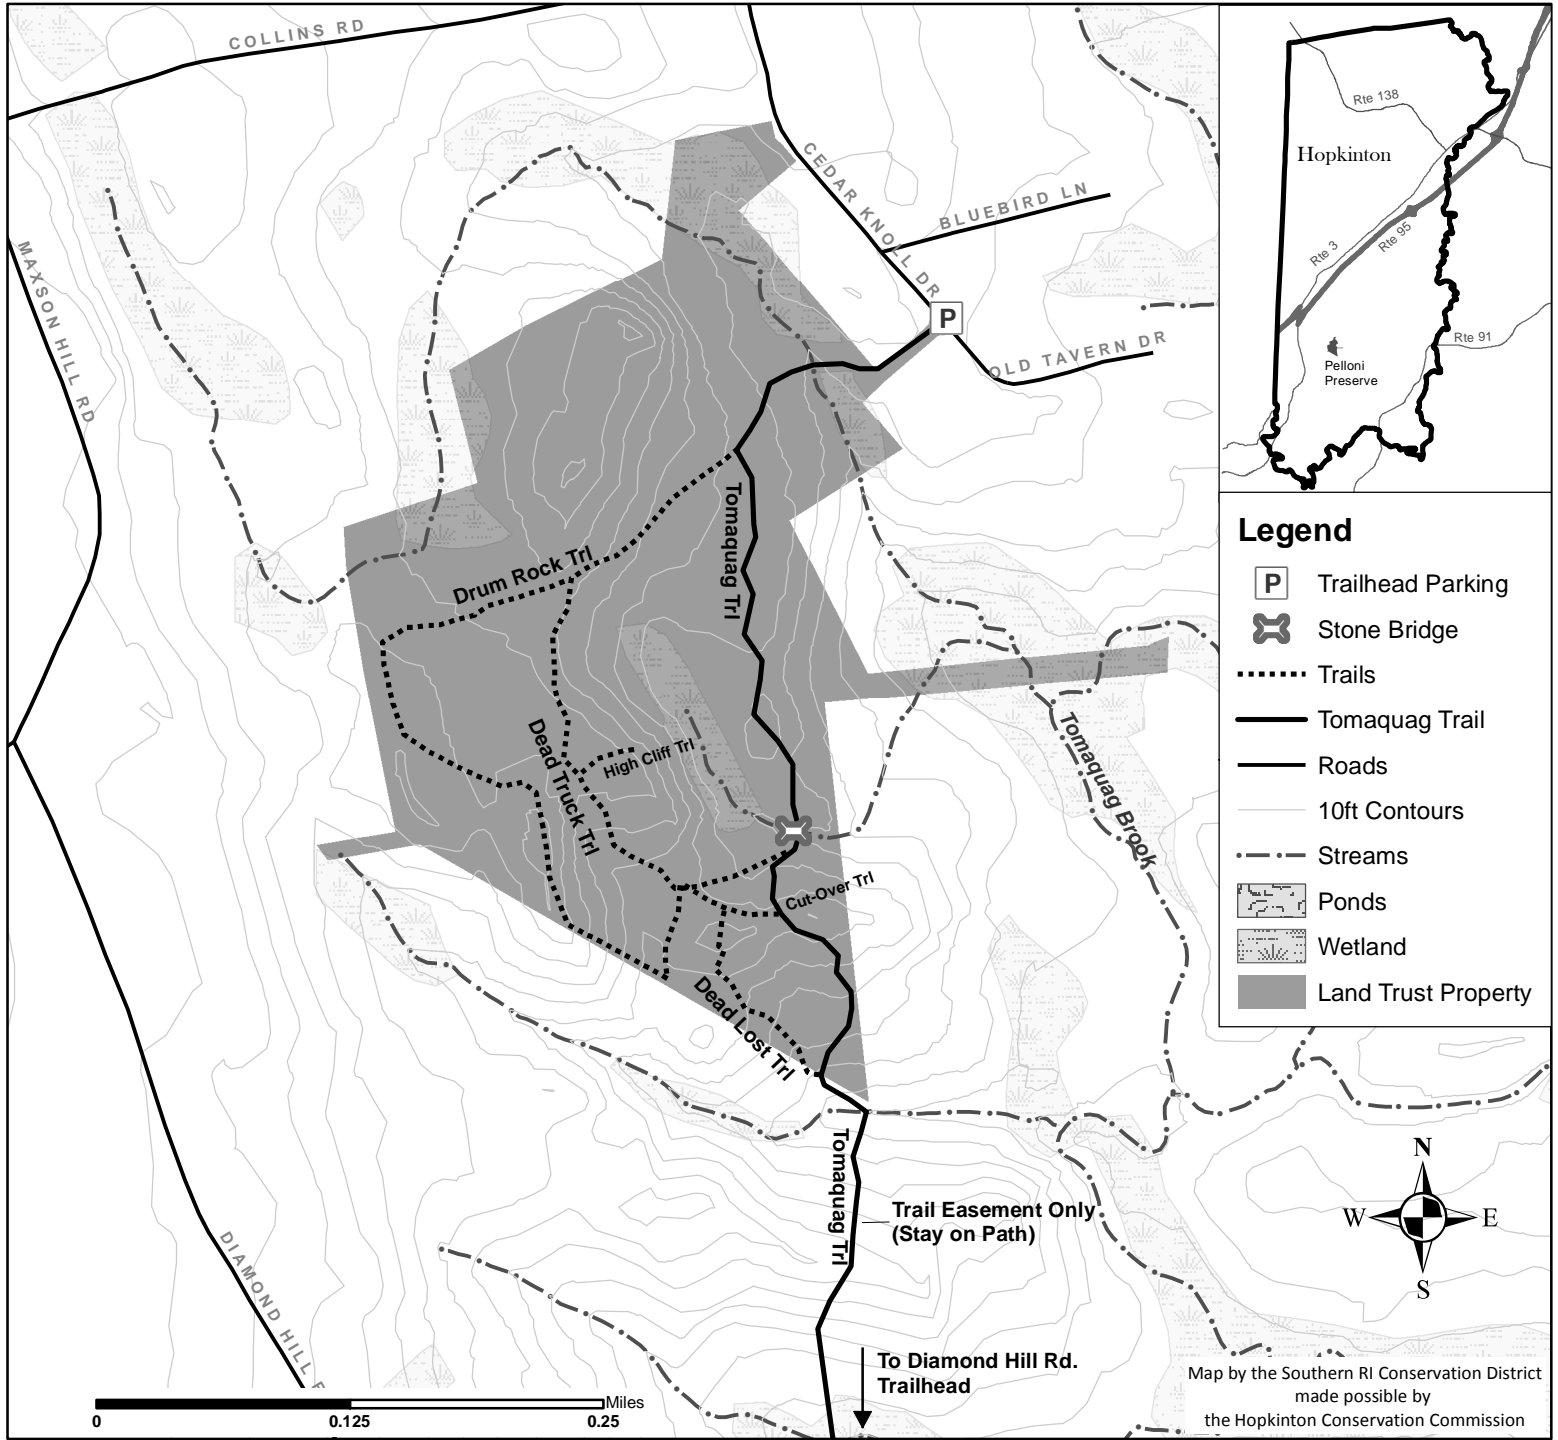 COLLINS RD
MAXSON HILL RD
CEDAR KNOLL DR
BLUEBIRD LN
P
OLD TAVERN DR
Tomaquag Trl
Drum Rock Trl
Dead Truck Trl
High Cliff Trl
Tomaquag Brook
Cut-Over Trl
Dead Lost Trl
Tomaquag Trl
Trail Easement Only
(Stay on Path)
DIAMOND HILL
To Diamond Hill Rd.
Trailhead
0
0.125
0.25
Miles
Rte 138
Hopkinton
Rte 3
Rte 95
Rte 91
Pelloni
Preserve
Legend
P Trailhead Parking
Stone Bridge
Trails
Tomaquag Trail
Roads
10ft Contours
Streams
Ponds
Wetland
Land Trust Property
N
W E
S
Map by the Southern RI Conservation District
made possible by
the Hopkinton Conservation Commission